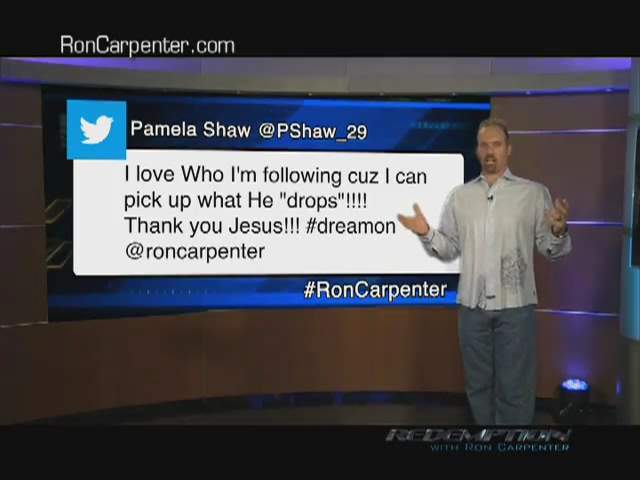 RonCarpenter.com
Pamela Shaw @PShaw_29
I love Who I'm following cuz I can
pick up what He "drops"!!!!
Thank you Jesus!!! #dreamon
@roncarpenter
#RonCarpenter
REDEMPTION
WITH RON CARPENTER